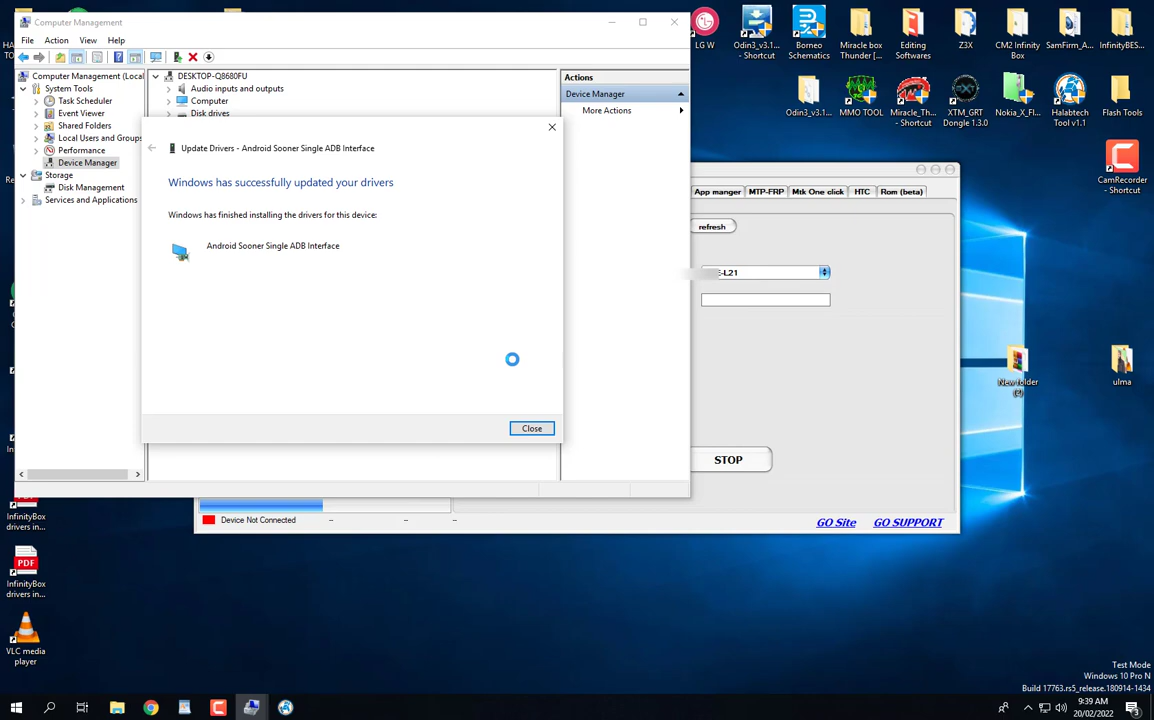 Computer Management
File Action View Help
Computer Management (Local
System Tools
Task Scheduler
Event Viewer
Shared Folders
Local Users and Groups
Performance
Device Manager
Storage
Disk Management
Services and Applications
DESKTOP-Q8680FU
Audio inputs and outputs
Computer
Disk drives
Actions
Device Manager
More Actions
Update Drivers - Android Sooner Single ADB Interface
Windows has successfully updated your drivers
Windows has finished installing the drivers for this device:
Android Sooner Single ADB Interface
Close
App manger
MTP-FRP
Mtk One click
HTC
Rom (beta)
refresh
E-L21
STOP
Device Not Connected -- -- --
GO Site
GO SUPPORT
LG W
Odin3_v3.1...
- Shortcut
Borneo
Schematics
Miracle box
Thunder [...
Editing
Softwares
Z3X
CM2 Infinity
Box
SamFirm_A...
InfinityBES...
Odin3_v3.1...
MMO TOOL
Miracle_Th...
- Shortcut
XTM_GRT
Dongle 1.3.0
Nokia_X_Fl...
Halabtech
Tool v1.1
Flash Tools
CamRecorder
- Shortcut
New folder
(2)
ulma
InfinityBox
drivers in...
PDF
InfinityBox
drivers in...
VLC media
player
Test Mode
Windows 10 Pro N
Build 17763.rs5_release.180914-1434
9:39 AM
20/02/2022
3